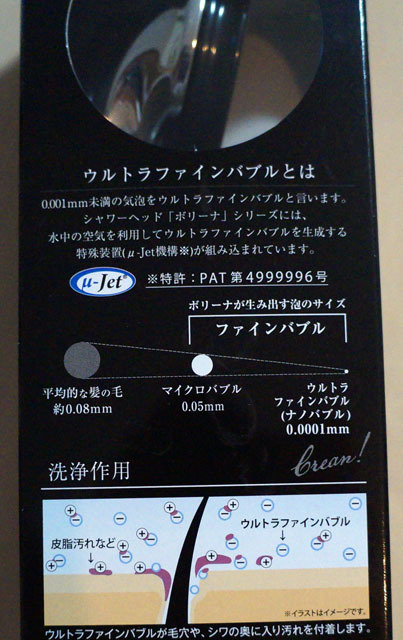 ウルトラファインバブルとは
0.001mm未満の気泡をウルトラファインバブルと言います。
シャワーヘッド「ボリーナ」シリーズには、
水中の空気を利用してウルトラファインバブルを生成する
特殊装置(μ-Jet機構※)が組み込まれています。
μ-Jet®
※特許:PAT第4999996号
ボリーナが生み出す泡のサイズ
ファインバブル
平均的な髪の毛
約0.08mm
マイクロバブル
0.05mm
ウルトラ
ファインバブル
(ナノバブル)
0.0001mm
洗浄作用
Crean!
皮脂汚れなど
ウルトラファインバブル
※イラストはイメージです。
ウルトラファインバブルが毛穴や、シワの奥に入り汚れを付着します。